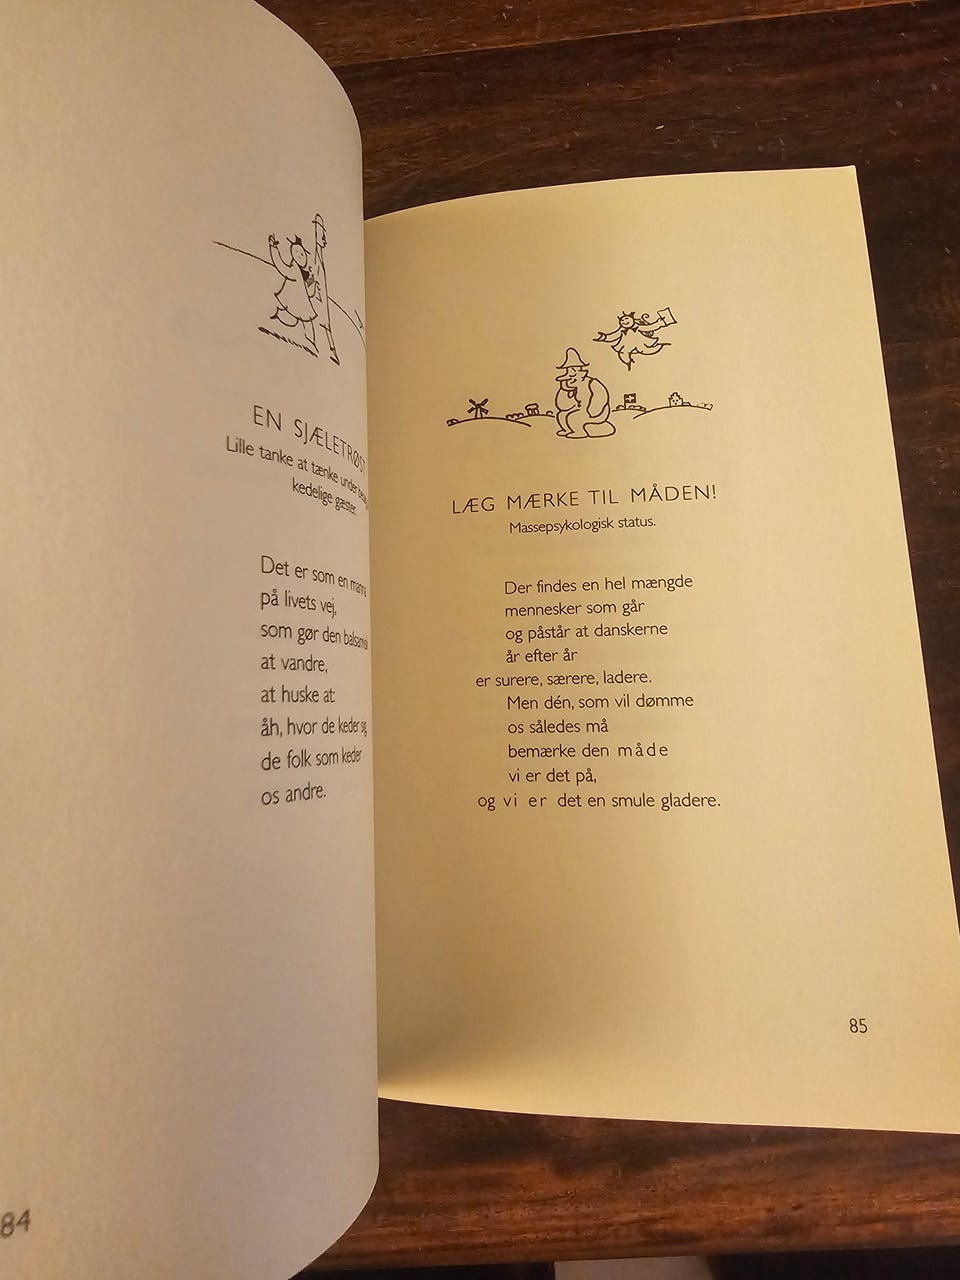 EN SJÆLETRØST
Lille tanke at tænke under
kedelige gæster.
Det er som en
på livets vej,
som gør den
at vandre,
at huske at
åh, hvor de keder sig
de folk som keder
os andre.
84
LÆG MÆRKE TIL MÅDEN!
Massepsykologisk status.
Der findes en hel mængde
mennesker som går
og påstår at danskerne
år efter år
er surere, særere, ladere.
Men dén, som vil dømme
os således må
bemærke den måde
vi er det på,
og vi er det en smule gladere.
85